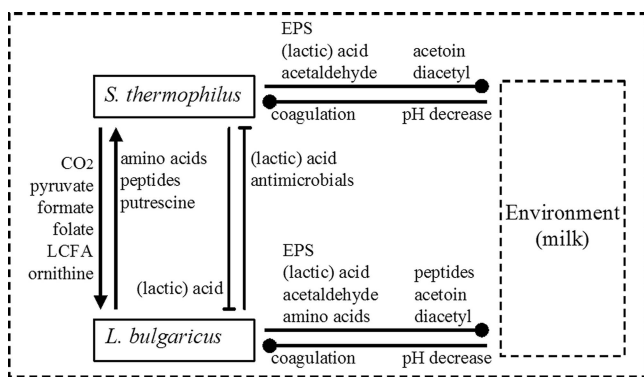 EPS
(lactic) acid acetoin
acetaldehyde diacetyl
S. thermophilus
coagulation pH decrease
CO2
pyruvate
formate
folate
LCFA
ornithine
amino acids
peptides
putrescine
(lactic) acid
antimicrobials
(lactic) acid
Environment
(milk)
EPS
(lactic) acid peptides
acetaldehyde acetoin
amino acids diacetyl
L. bulgaricus
coagulation pH decrease